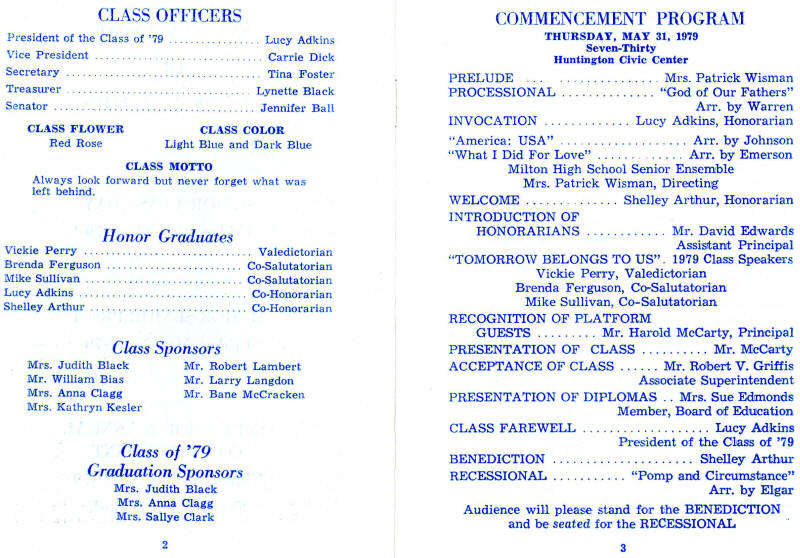 CLASS OFFICERS
President of the Class of '79 ................ Lucy Adkins
Vice President .............................. Carrie Dick
Secretary ................................... Tina Foster
Treasurer ................................. Lynette Black
Senator .................................. Jennifer Ball
CLASS FLOWER
Red Rose
CLASS COLOR
Light Blue and Dark Blue
CLASS MOTTO
Always look forward but never forget what was
left behind.
Honor Graduates
Vickie Perry ............................ Valedictorian
Brenda Ferguson ....................... Co-Salutatorian
Mike Sullivan .......................... Co-Salutatorian
Lucy Adkins ............................ Co-Honorarian
Shelley Arthur ......................... Co-Honorarian
Class Sponsors
Mrs. Judith Black
Mr. William Bias
Mrs. Anna Clagg
Mrs. Kathryn Kesler
Mr. Robert Lambert
Mr. Larry Langdon
Mr. Bane McCracken
Class of '79
Graduation Sponsors
Mrs. Judith Black
Mrs. Anna Clagg
Mrs. Sallye Clark
2
COMMENCEMENT PROGRAM
THURSDAY, MAY 31, 1979
Seven-Thirty
Huntington Civic Center
PRELUDE ... ................ Mrs. Patrick Wisman
PROCESSIONAL ............. "God of Our Fathers"
Arr. by Warren
INVOCATION ............ Lucy Adkins, Honorarian
"America: USA" .................. Arr. by Johnson
"What I Did For Love" ............ Arr. by Emerson
Milton High School Senior Ensemble
Mrs. Patrick Wisman, Directing
WELCOME ............. Shelley Arthur, Honorarian
INTRODUCTION OF
HONORARIANS ............ Mr. David Edwards
Assistant Principal
"TOMORROW BELONGS TO US". 1979 Class Speakers
Vickie Perry, Valedictorian
Brenda Ferguson, Co-Salutatorian
Mike Sullivan, Co-Salutatorian
RECOGNITION OF PLATFORM
GUESTS ......... Mr. Harold McCarty, Principal
PRESENTATION OF CLASS .......... Mr. McCarty
ACCEPTANCE OF CLASS ...... Mr. Robert V. Griffis
Associate Superintendent
PRESENTATION OF DIPLOMAS .. Mrs. Sue Edmonds
Member, Board of Education
CLASS FAREWELL ................... Lucy Adkins
President of the Class of '79
BENEDICTION ..................... Shelley Arthur
RECESSIONAL ........... "Pomp and Circumstance"
Arr. by Elgar
Audience will please stand for the BENEDICTION
and be seated for the RECESSIONAL
3